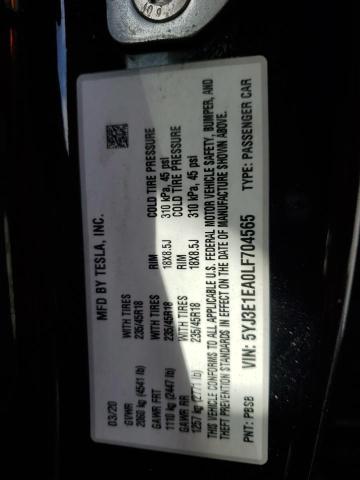 MFD BY TESLA, INC.
03/20
GVWR WITH TIRES RIM COLD TIRE PRESSURE
2060 kg (4541 lb) 235/45R18 18X8.5J 310 kPa, 45 psi
GAWR FRT WITH TIRES RIM COLD TIRE PRESSURE
1110 kg (2447 lb) 235/45R18 18X8.5J 310 kPa, 45 psi
GAWR RR
1257 kg (2771 lb)
THIS VEHICLE CONFORMS TO ALL APPLICABLE U.S. FEDERAL MOTOR VEHICLE SAFETY, BUMPER, AND
THEFT PREVENTION STANDARDS IN EFFECT ON THE DATE OF MANUFACTURE SHOWN ABOVE.
VIN: 5YJ3E1EA0LF704565
PNT: PBSB TYPE: PASSENGER CAR